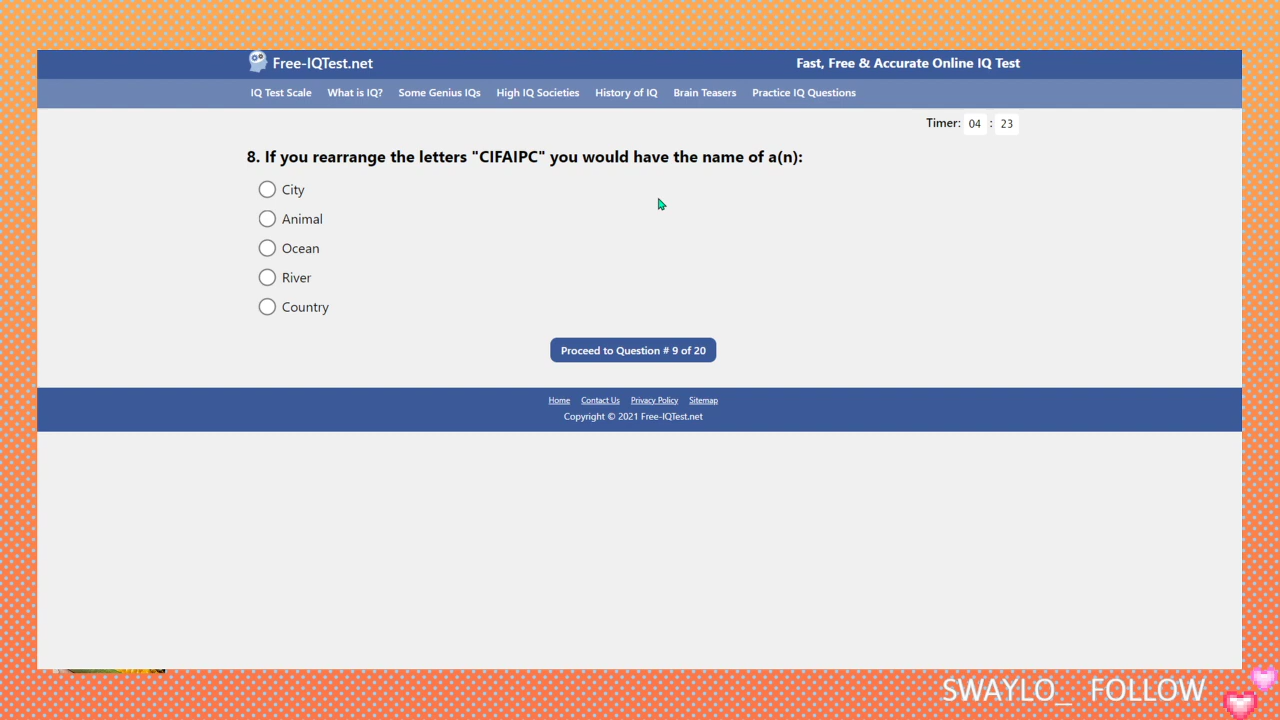 Free-IQTest.net
Fast, Free & Accurate Online IQ Test
IQ Test Scale What is IQ? Some Genius IQs High IQ Societies History of IQ Brain Teasers Practice IQ Questions
Timer: 04 : 23
8. If you rearrange the letters "CIFAIPC" you would have the name of a(n):
City
Animal
Ocean
River
Country
Proceed to Question # 9 of 20
Home Contact Us Privacy Policy Sitemap
Copyright © 2021 Free-IQTest.net
SWAYLO_ FOLLOW